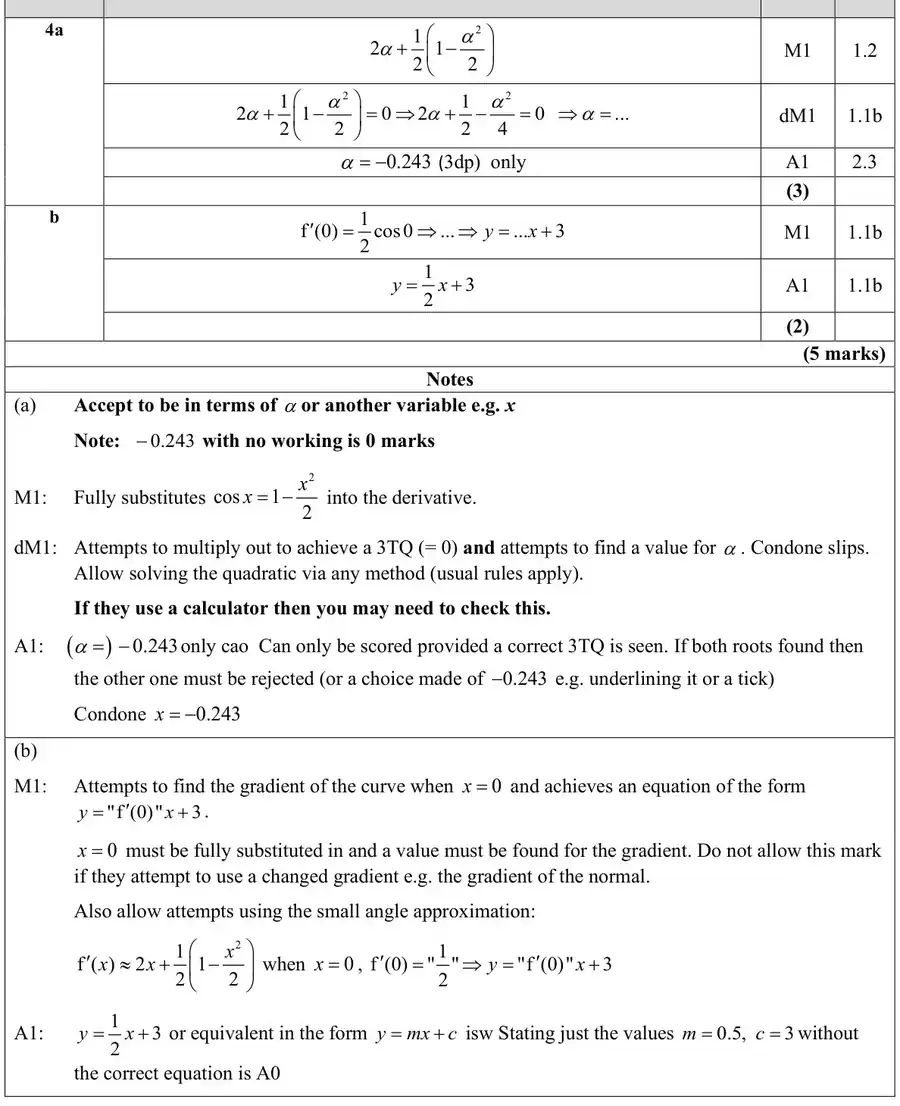 4a 2α + 1/2(1 − α²/2) M1 1.2
2α + 1/2(1 − α²/2) = 0 ⇒ 2α + 1/2 − α²/4 = 0 ⇒ α = ... dM1 1.1b
α = −0.243 (3dp) only A1 2.3
(3)
b f′(0) = 1/2 cos 0 ⇒ ... ⇒ y = ...x + 3 M1 1.1b
y = 1/2 x + 3 A1 1.1b
(2)
(5 marks)
Notes
(a) Accept to be in terms of α or another variable e.g. x
Note: −0.243 with no working is 0 marks
M1: Fully substitutes cos x = 1 − x²/2 into the derivative.
dM1: Attempts to multiply out to achieve a 3TQ (= 0) and attempts to find a value for α . Condone slips.
Allow solving the quadratic via any method (usual rules apply).
If they use a calculator then you may need to check this.
A1: (α =) −0.243 only cao Can only be scored provided a correct 3TQ is seen. If both roots found then
the other one must be rejected (or a choice made of −0.243 e.g. underlining it or a tick)
Condone x = −0.243
(b)
M1: Attempts to find the gradient of the curve when x = 0 and achieves an equation of the form
y = "f′(0)" x + 3 .
x = 0 must be fully substituted in and a value must be found for the gradient. Do not allow this mark
if they attempt to use a changed gradient e.g. the gradient of the normal.
Also allow attempts using the small angle approximation:
f′(x) ≈ 2x + 1/2(1 − x²/2) when x = 0 , f′(0) = "1/2" ⇒ y = "f′(0)" x + 3
A1: y = 1/2 x + 3 or equivalent in the form y = mx + c isw Stating just the values m = 0.5, c = 3 without
the correct equation is A0